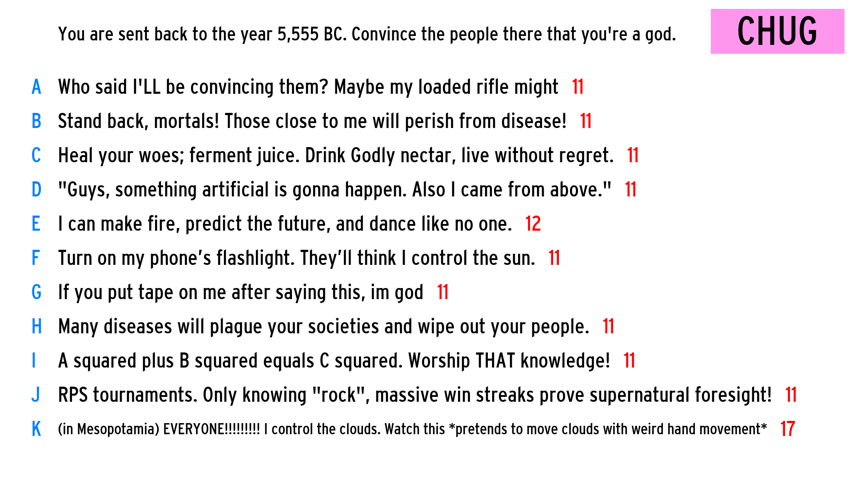 You are sent back to the year 5,555 BC. Convince the people there that you're a god.
CHUG
A Who said I'LL be convincing them? Maybe my loaded rifle might 11
B Stand back, mortals! Those close to me will perish from disease! 11
C Heal your woes; ferment juice. Drink Godly nectar, live without regret. 11
D "Guys, something artificial is gonna happen. Also I came from above." 11
E I can make fire, predict the future, and dance like no one. 12
F Turn on my phone’s flashlight. They’ll think I control the sun. 11
G If you put tape on me after saying this, im god 11
H Many diseases will plague your societies and wipe out your people. 11
I A squared plus B squared equals C squared. Worship THAT knowledge! 11
J RPS tournaments. Only knowing "rock", massive win streaks prove supernatural foresight! 11
K (in Mesopotamia) EVERYONE!!!!!!!!! I control the clouds. Watch this *pretends to move clouds with weird hand movement* 17